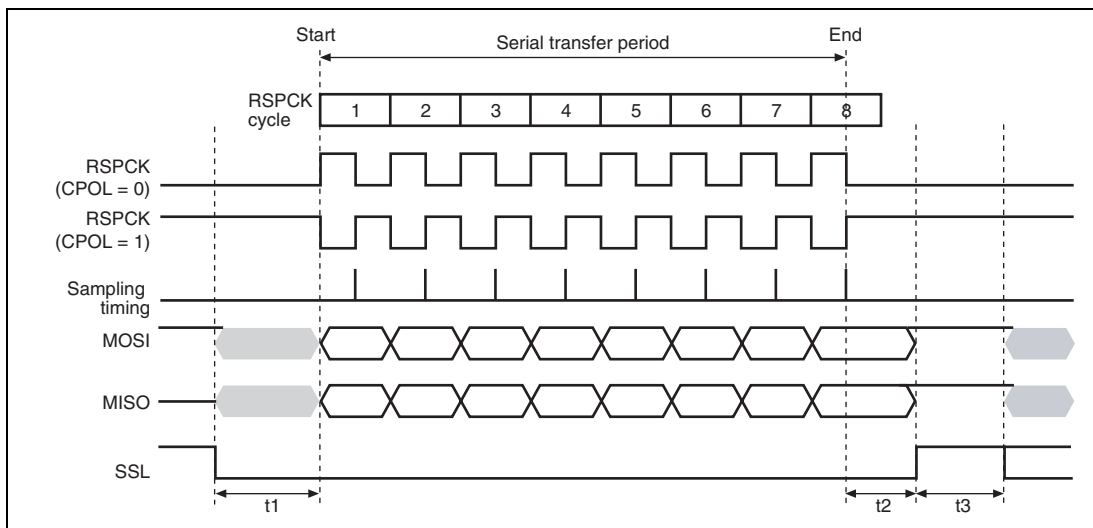 Start
Serial transfer period
End
RSPCK
cycle
1 2 3 4 5 6 7 8
RSPCK
(CPOL = 0)
RSPCK
(CPOL = 1)
Sampling
timing
MOSI
MISO
SSL
t1
t2
t3